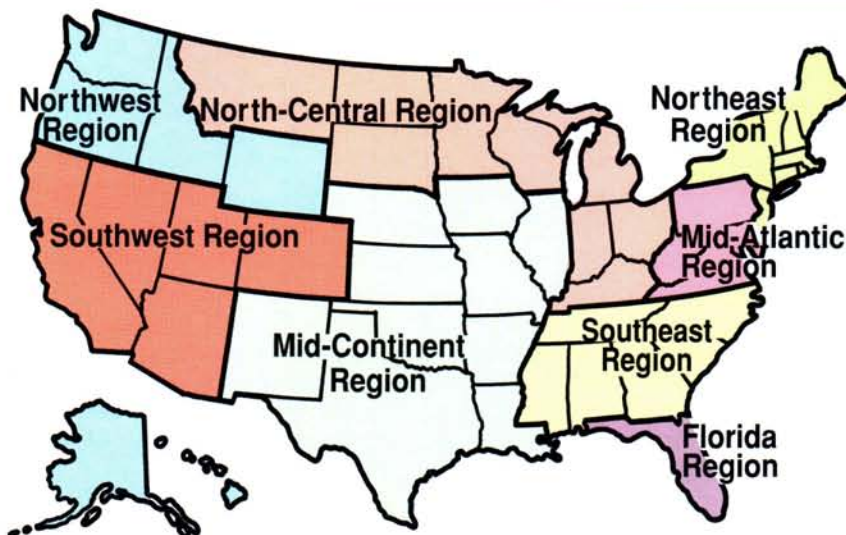 Northwest
Region
North-Central Region
Northeast
Region
Southwest Region
Mid-Atlantic
Region
Mid-Continent
Region
Southeast
Region
Florida
Region